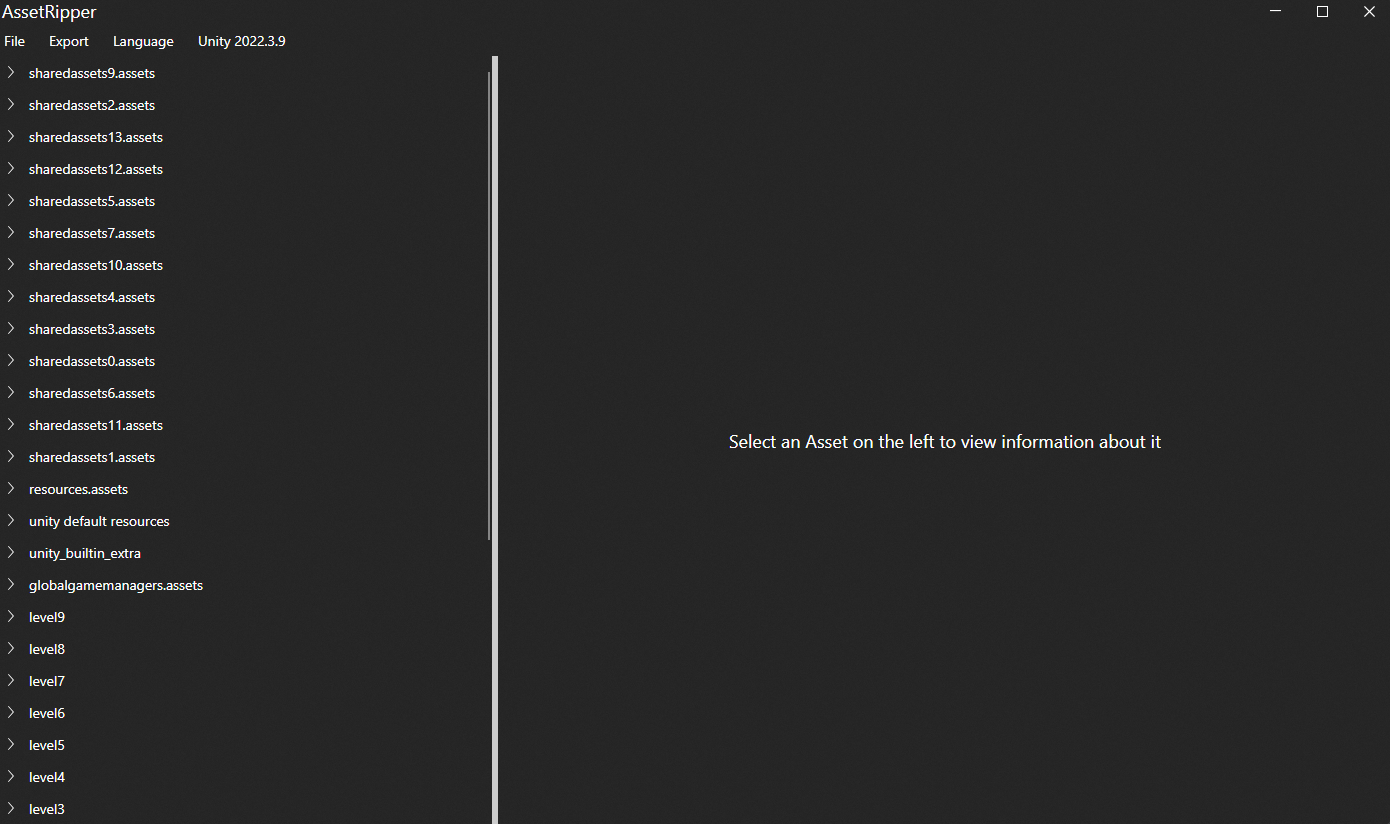 AssetRipper
File Export Language Unity 2022.3.9
sharedassets9.assets
sharedassets2.assets
sharedassets13.assets
sharedassets12.assets
sharedassets5.assets
sharedassets7.assets
sharedassets10.assets
sharedassets4.assets
sharedassets3.assets
sharedassets0.assets
sharedassets6.assets
sharedassets11.assets
sharedassets1.assets
resources.assets
unity default resources
unity_builtin_extra
globalgamemanagers.assets
level9
level8
level7
level6
level5
level4
level3
Select an Asset on the left to view information about it